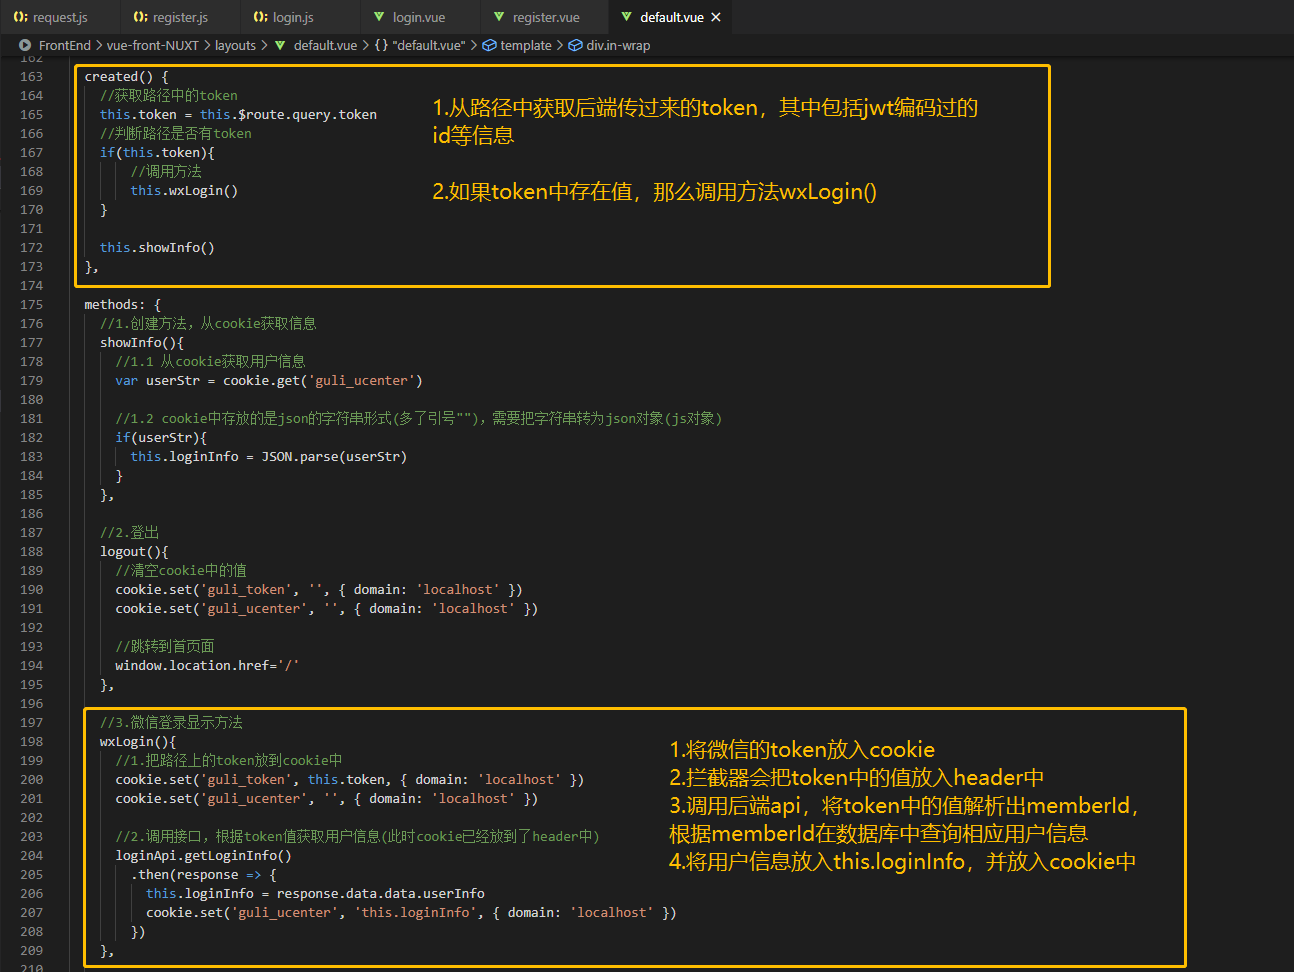 request.js register.js login.js login.vue register.vue default.vue
FrontEnd > vue-front-NUXT > layouts > default.vue > {} "default.vue" > template > div.in-wrap
162
163 created() {
164 //获取路径中的token
165 this.token = this.$route.query.token
166 //判断路径是否有token
167 if(this.token){
168 //调用方法
169 this.wxLogin()
170 }
171
172 this.showInfo()
173 },
174
1.从路径中获取后端传过来的token，其中包括jwt编码过的
id等信息
2.如果token中存在值，那么调用方法wxLogin()
175 methods: {
176 //1.创建方法，从cookie获取信息
177 showInfo(){
178 //1.1 从cookie获取用户信息
179 var userStr = cookie.get('guli_ucenter')
180
181 //1.2 cookie中存放的是json的字符串形式(多了引号"")，需要把字符串转为json对象(js对象)
182 if(userStr){
183 this.loginInfo = JSON.parse(userStr)
184 }
185 },
186
187 //2.登出
188 logout(){
189 //清空cookie中的值
190 cookie.set('guli_token', '', { domain: 'localhost' })
191 cookie.set('guli_ucenter', '', { domain: 'localhost' })
192
193 //跳转到首页面
194 window.location.href='/'
195 },
196
197 //3.微信登录显示方法
198 wxLogin(){
199 //1.把路径上的token放到cookie中
200 cookie.set('guli_token', this.token, { domain: 'localhost' })
201 cookie.set('guli_ucenter', '', { domain: 'localhost' })
202
203 //2.调用接口，根据token值获取用户信息(此时cookie已经放到了header中)
204 loginApi.getLoginInfo()
205 .then(response => {
206 this.loginInfo = response.data.data.userInfo
207 cookie.set('guli_ucenter', 'this.loginInfo', { domain: 'localhost' })
208 })
209 },
210
1.将微信的token放入cookie
2.拦截器会把token中的值放入header中
3.调用后端api，将token中的值解析出memberId，
根据memberId在数据库中查询相应用户信息
4.将用户信息放入this.loginInfo，并放入cookie中